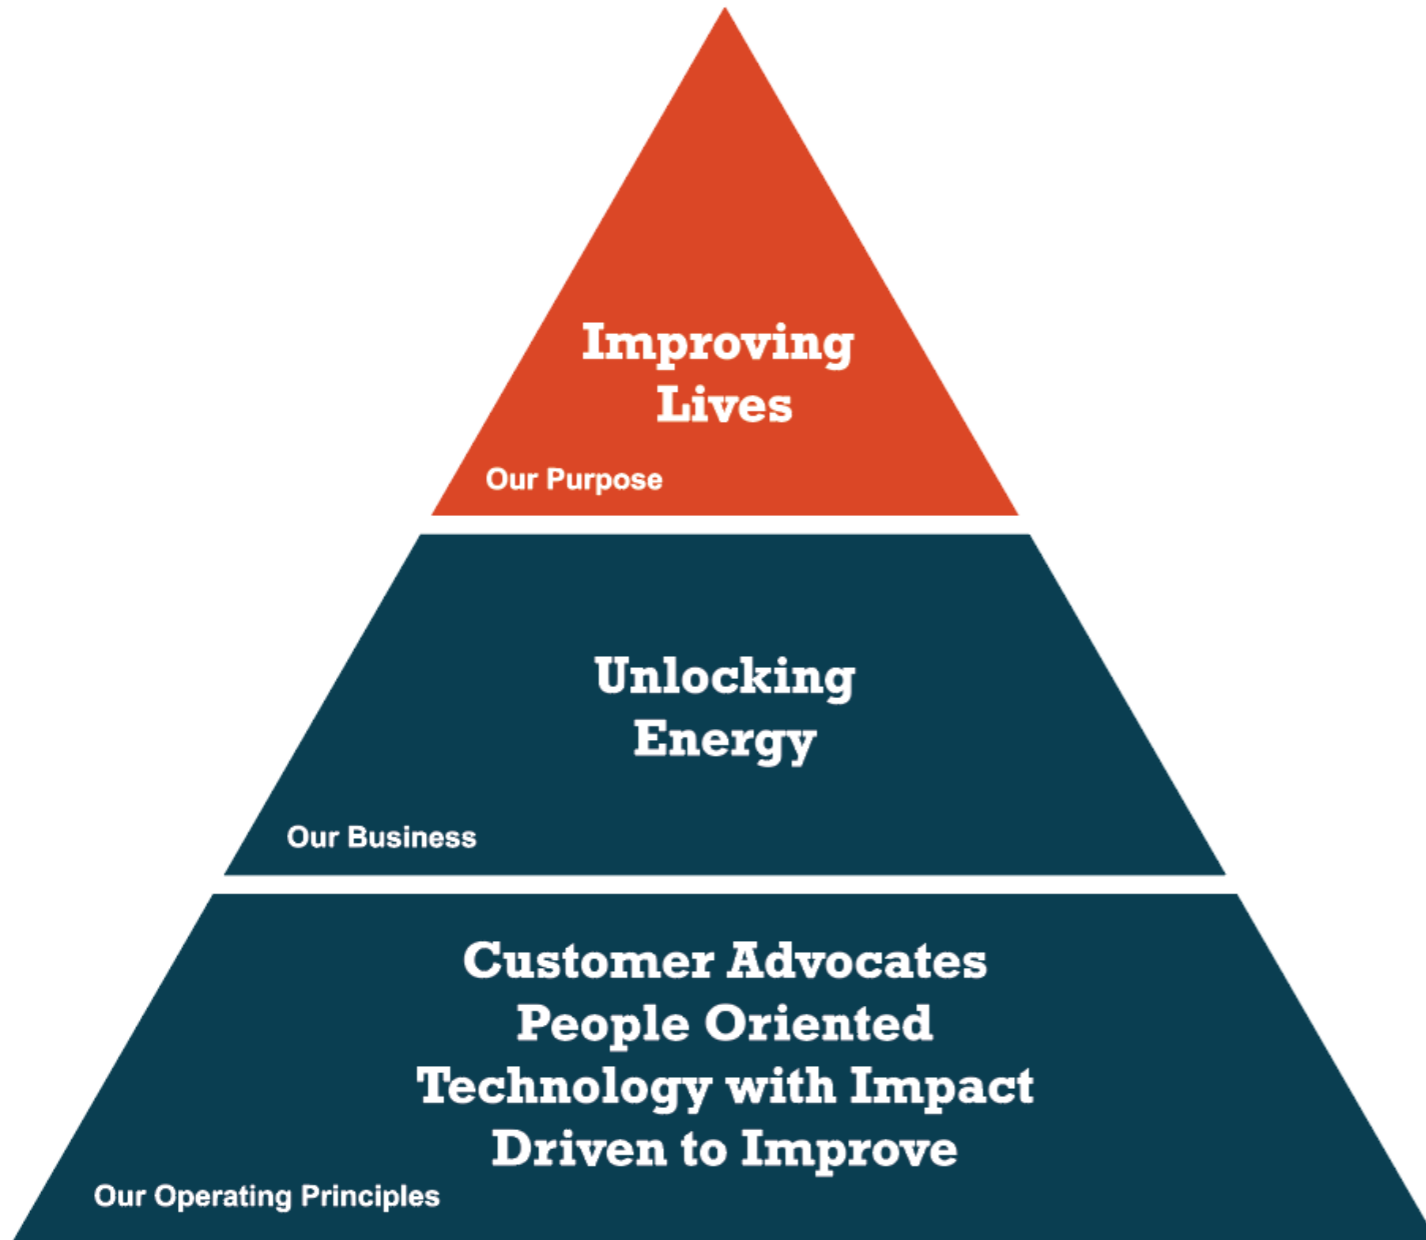 Improving
Lives
Our Purpose
Unlocking
Energy
Our Business
Customer Advocates
People Oriented
Technology with Impact
Driven to Improve
Our Operating Principles